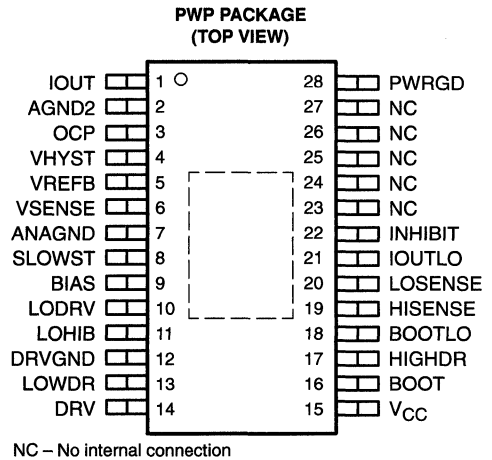 PWP PACKAGE
(TOP VIEW)
IOUT 1 28 PWRGD
AGND2 2 27 NC
OCP 3 26 NC
VHYST 4 25 NC
VREFB 5 24 NC
VSENSE 6 23 NC
ANAGND 7 22 INHIBIT
SLOWST 8 21 IOUTLO
BIAS 9 20 LOSENSE
LODRV 10 19 HISENSE
LOHIB 11 18 BOOTLO
DRVGND 12 17 HIGHDR
LOWDR 13 16 BOOT
DRV 14 15 VCC
NC – No internal connection